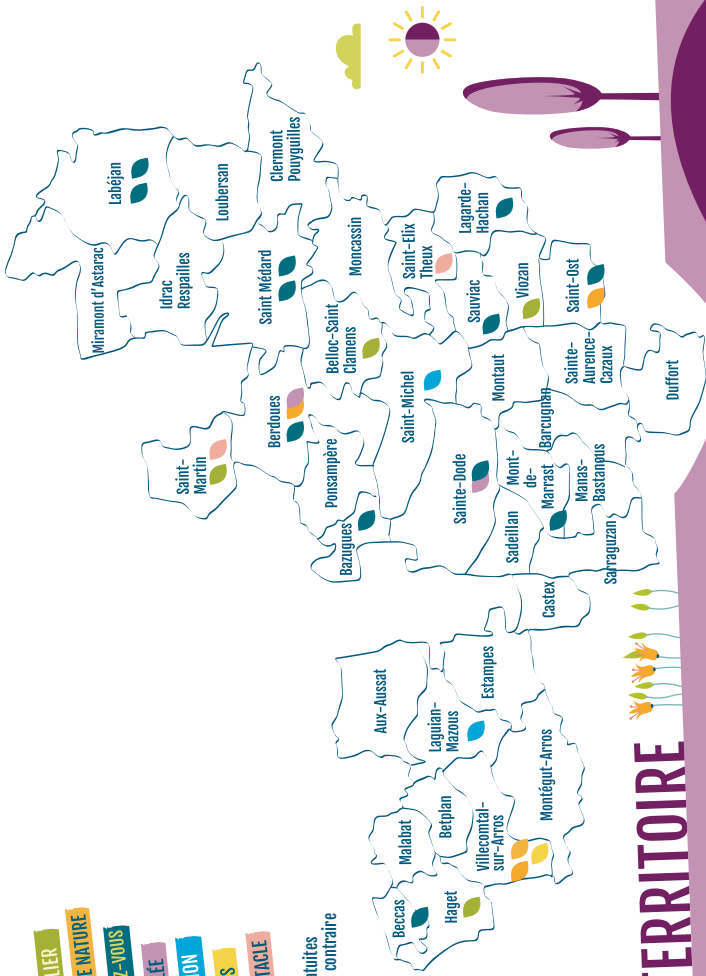 LIER
E NATURE
Z-VOUS
ÉE
ION
S
TACLE
tuites
contraire
TERRITOIRE
Miramont d'Astarac
Labéjan
Idrac
Respailles
Loubersan
Clermont
Pouyguilles
Saint-
Martin
Saint Médard
Berdoues
Belloc-Saint
Clamens
Moncassin
Ponsampère
Bazugues
Saint-Michel
Saint-Elix
Theux
Lagarde-
Hachan
Sauviac
Viozan
Saint-Ost
Montaut
Sainte-
Aurence-
Cazaux
Duffort
Sainte-Dode
Barcugnan
Mont-
de-
Marrast
Manas-
Bastanous
Sadeillan
Sarraguzan
Castex
Aux-Aussat
Estampes
Laguian-
Mazous
Malabat
Betplan
Villecomtal-
sur-Arros
Montégut-Arros
Beccas
Haget